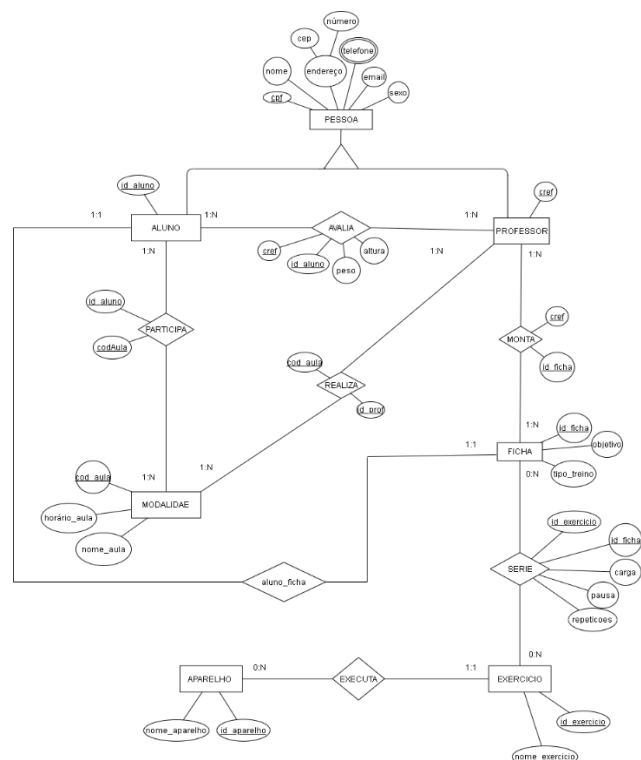 número
cep
telefone
nome
endereço
email
cpf
sexo
PESSOA
id_aluno
cref
1:1
ALUNO
1:N
AVALIA
1:N
PROFESSOR
1:N
cref
id_aluno
peso
altura
1:N
1:N
id_aluno
PARTICIPA
codAula
cref
MONTA
id_ficha
cod_aula
REALIZA
id_prof
1:N
id_ficha
1:1
FICHA
objetivo
0:N
tipo_treino
1:N
1:N
cod_aula
MODALIDAE
horário_aula
nome_aula
id_exercicio
id_ficha
SERIE
carga
pausa
repeticoes
aluno_ficha
0:N
APARELHO
0:N
EXECUTA
1:1
EXERCICIO
nome_aparelho
id_aparelho
id_exercicio
nome_exercicio